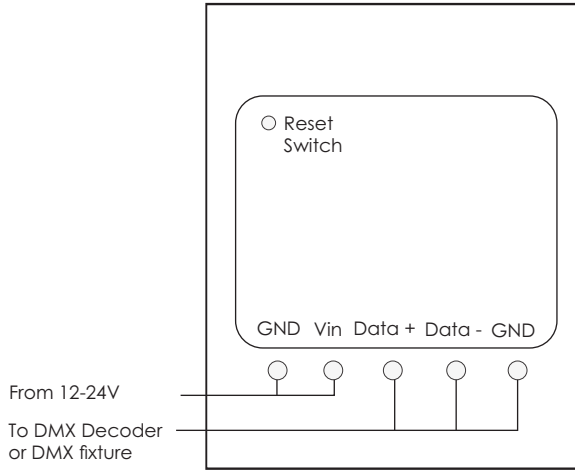 Reset
Switch
GND Vin Data + Data - GND
From 12-24V
To DMX Decoder
or DMX fixture